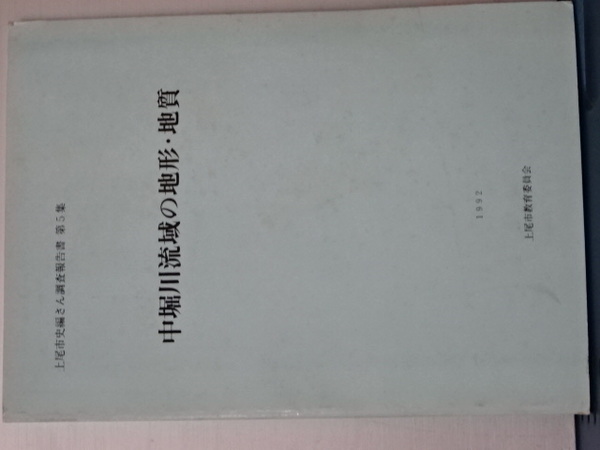 上尾市史編さん調査報告書 第5集
中堀川流域の地形・地質
1992
上尾市教育委員会